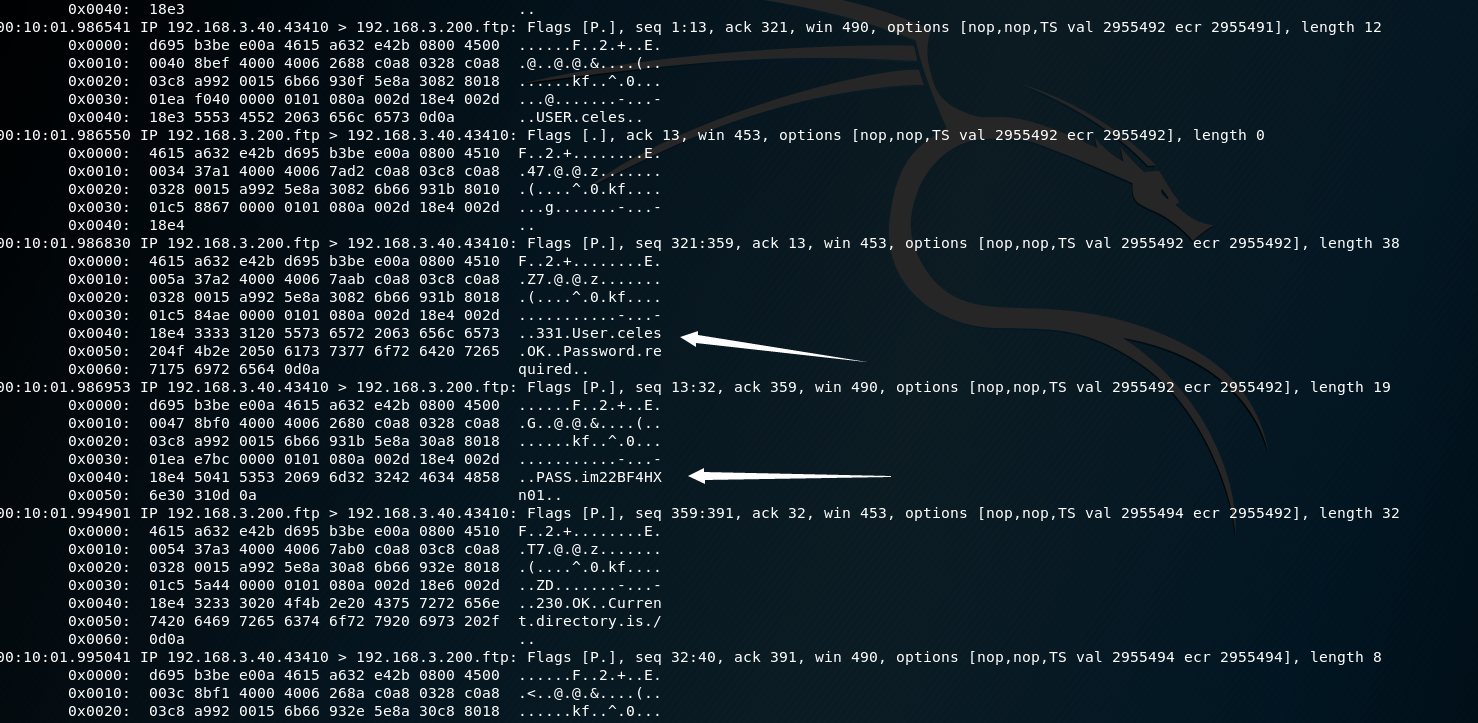 0x0040:  18e3                                     ..
00:10:01.986541 IP 192.168.3.40.43410 > 192.168.3.200.ftp: Flags [P.], seq 1:13, ack 321, win 490, options [nop,nop,TS val 2955492 ecr 2955491], length 12
0x0000:  d695 b3be e00a 4615 a632 e42b 0800 4500  ......F..2.+..E.
0x0010:  0040 8bef 4000 4006 2688 c0a8 0328 c0a8  .@..@.@.&....(..
0x0020:  03c8 a992 0015 6b66 930f 5e8a 3082 8018  ......kf..^.0...
0x0030:  01ea f040 0000 0101 080a 002d 18e4 002d  ...@.......-...-
0x0040:  18e3 5553 4552 2063 656c 6573 0d0a       ..USER.celes..
00:10:01.986550 IP 192.168.3.200.ftp > 192.168.3.40.43410: Flags [.], ack 13, win 453, options [nop,nop,TS val 2955492 ecr 2955492], length 0
0x0000:  4615 a632 e42b d695 b3be e00a 0800 4510  F..2.+........E.
0x0010:  0034 37a1 4000 4006 7ad2 c0a8 03c8 c0a8  .47.@.@.z.......
0x0020:  0328 0015 a992 5e8a 3082 6b66 931b 8010  .(....^.0.kf....
0x0030:  01c5 8867 0000 0101 080a 002d 18e4 002d  ...g.......-...-
0x0040:  18e4                                     ..
00:10:01.986830 IP 192.168.3.200.ftp > 192.168.3.40.43410: Flags [P.], seq 321:359, ack 13, win 453, options [nop,nop,TS val 2955492 ecr 2955492], length 38
0x0000:  4615 a632 e42b d695 b3be e00a 0800 4510  F..2.+........E.
0x0010:  005a 37a2 4000 4006 7aab c0a8 03c8 c0a8  .Z7.@.@.z.......
0x0020:  0328 0015 a992 5e8a 3082 6b66 931b 8018  .(....^.0.kf....
0x0030:  01c5 84ae 0000 0101 080a 002d 18e4 002d  ...........-...-
0x0040:  18e4 3333 3120 5573 6572 2063 656c 6573  ..331.User.celes
0x0050:  204f 4b2e 2050 6173 7377 6f72 6420 7265  .OK..Password.re
0x0060:  7175 6972 6564 0d0a                      quired..
00:10:01.986953 IP 192.168.3.40.43410 > 192.168.3.200.ftp: Flags [P.], seq 13:32, ack 359, win 490, options [nop,nop,TS val 2955492 ecr 2955492], length 19
0x0000:  d695 b3be e00a 4615 a632 e42b 0800 4500  ......F..2.+..E.
0x0010:  0047 8bf0 4000 4006 2680 c0a8 0328 c0a8  .G..@.@.&....(..
0x0020:  03c8 a992 0015 6b66 931b 5e8a 30a8 8018  ......kf..^.0...
0x0030:  01ea e7bc 0000 0101 080a 002d 18e4 002d  ...........-...-
0x0040:  18e4 5041 5353 2069 6d32 3242 4634 4858  ..PASS.im22BF4HX
0x0050:  6e30 310d 0a                             n01..
00:10:01.994901 IP 192.168.3.200.ftp > 192.168.3.40.43410: Flags [P.], seq 359:391, ack 32, win 453, options [nop,nop,TS val 2955494 ecr 2955492], length 32
0x0000:  4615 a632 e42b d695 b3be e00a 0800 4510  F..2.+........E.
0x0010:  0054 37a3 4000 4006 7ab0 c0a8 03c8 c0a8  .T7.@.@.z.......
0x0020:  0328 0015 a992 5e8a 30a8 6b66 932e 8018  .(....^.0.kf....
0x0030:  01c5 5a44 0000 0101 080a 002d 18e6 002d  ..ZD.......-...-
0x0040:  18e4 3233 3020 4f4b 2e20 4375 7272 656e  ..230.OK..Curren
0x0050:  7420 6469 7265 6374 6f72 7920 6973 202f  t.directory.is./
0x0060:  0d0a                                     ..
00:10:01.995041 IP 192.168.3.40.43410 > 192.168.3.200.ftp: Flags [P.], seq 32:40, ack 391, win 490, options [nop,nop,TS val 2955494 ecr 2955494], length 8
0x0000:  d695 b3be e00a 4615 a632 e42b 0800 4500  ......F..2.+..E.
0x0010:  003c 8bf1 4000 4006 268a c0a8 0328 c0a8  .<..@.@.&....(..
0x0020:  03c8 a992 0015 6b66 932e 5e8a 30c8 8018  ......kf..^.0...